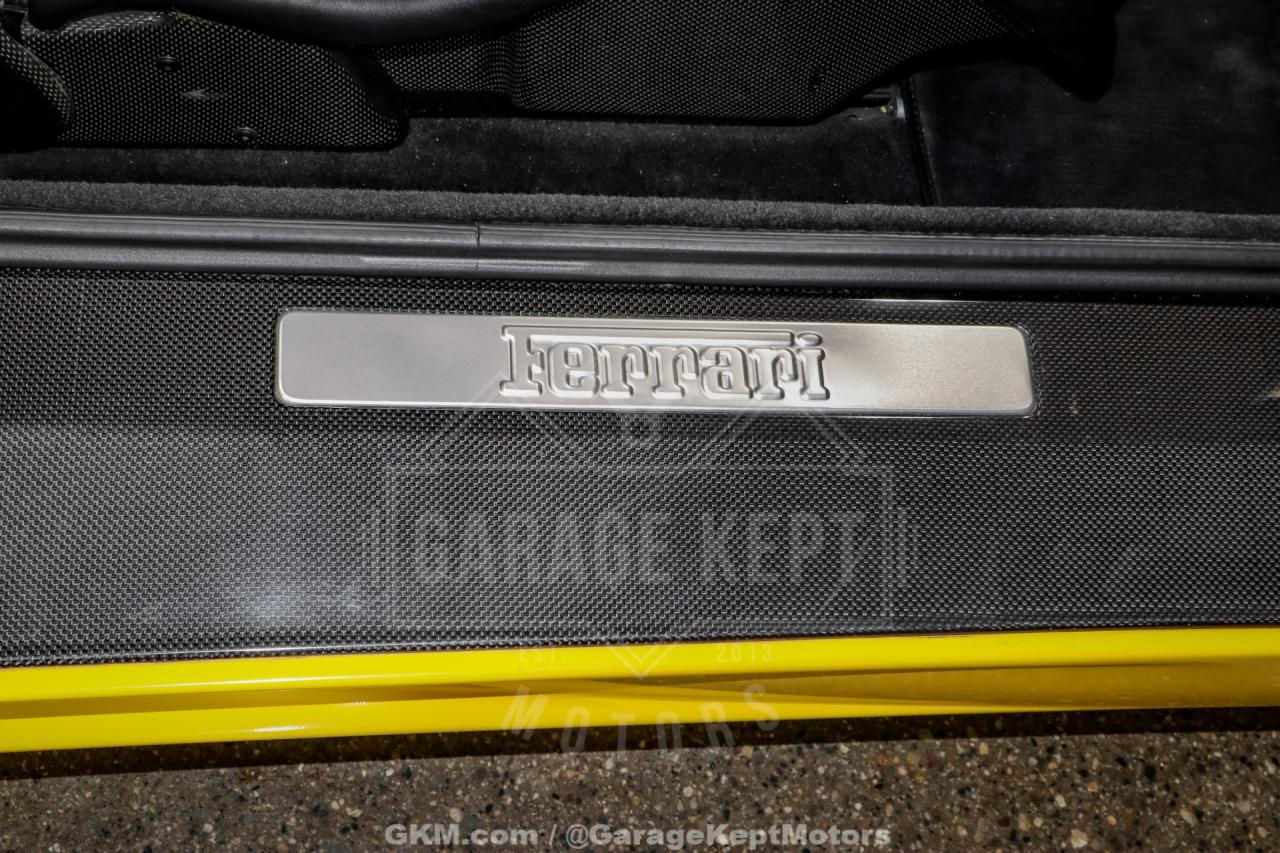 Ferrari
GARAGE KEPT
EST. 2013
MOTORS
GKM.com / @GarageKeptMotors